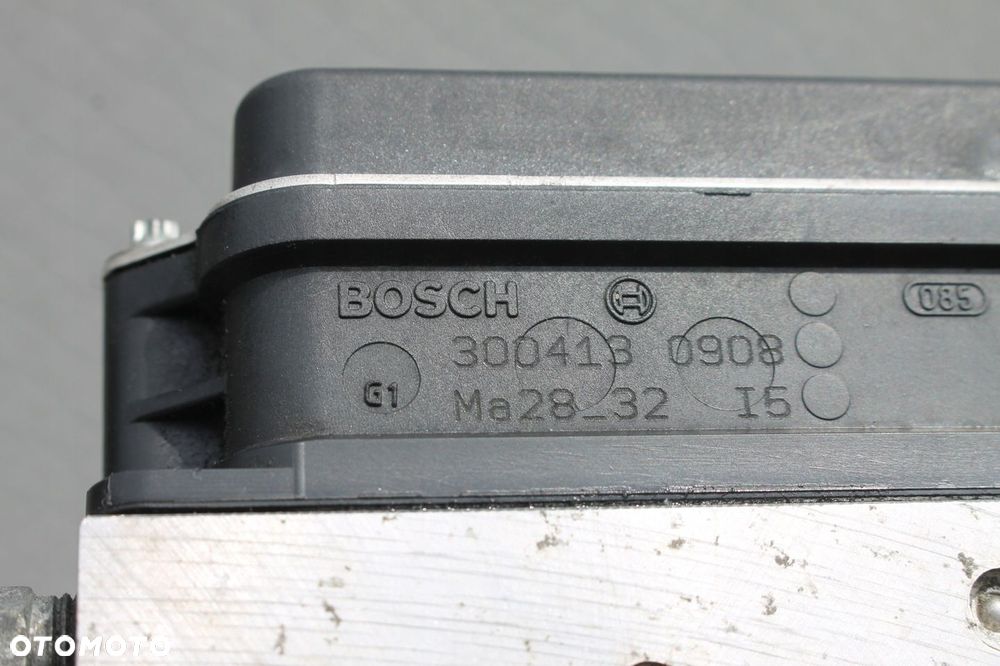 BOSCH
085
300413 0908
G1
Ma28_32 I5
OTOMOTO